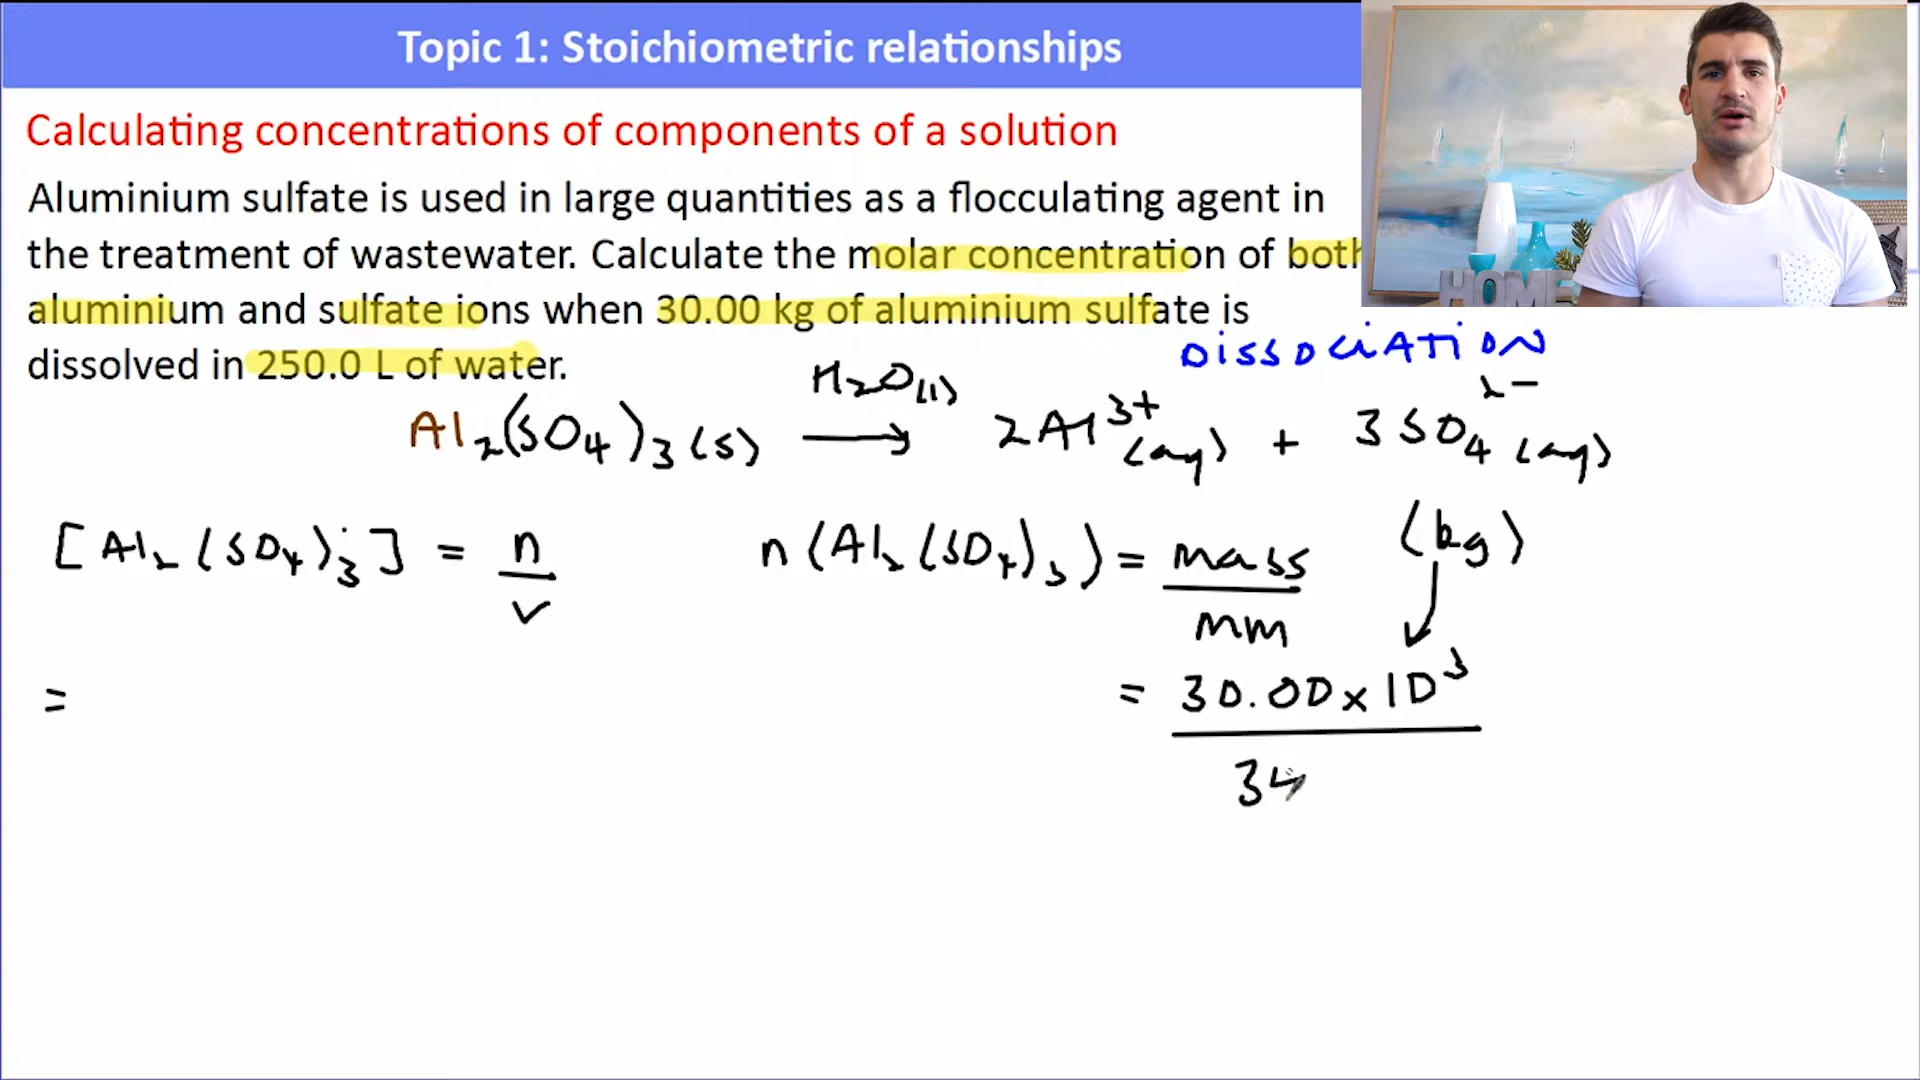 Topic 1: Stoichiometric relationships
Calculating concentrations of components of a solution
Aluminium sulfate is used in large quantities as a flocculating agent in
the treatment of wastewater. Calculate the molar concentration of both
aluminium and sulfate ions when 30.00 kg of aluminium sulfate is
dissolved in 250.0 L of water.
DISSOCIATION
Al₂(SO₄)₃(s) H₂O(l) ⟶ 2Al³⁺(aq) + 3SO₄²⁻(aq)
[Al₂(SO₄)₃] = n/v
n(Al₂(SO₄)₃) = mass/mm (kg)
=
= 30.00 x 10³
34
HOME